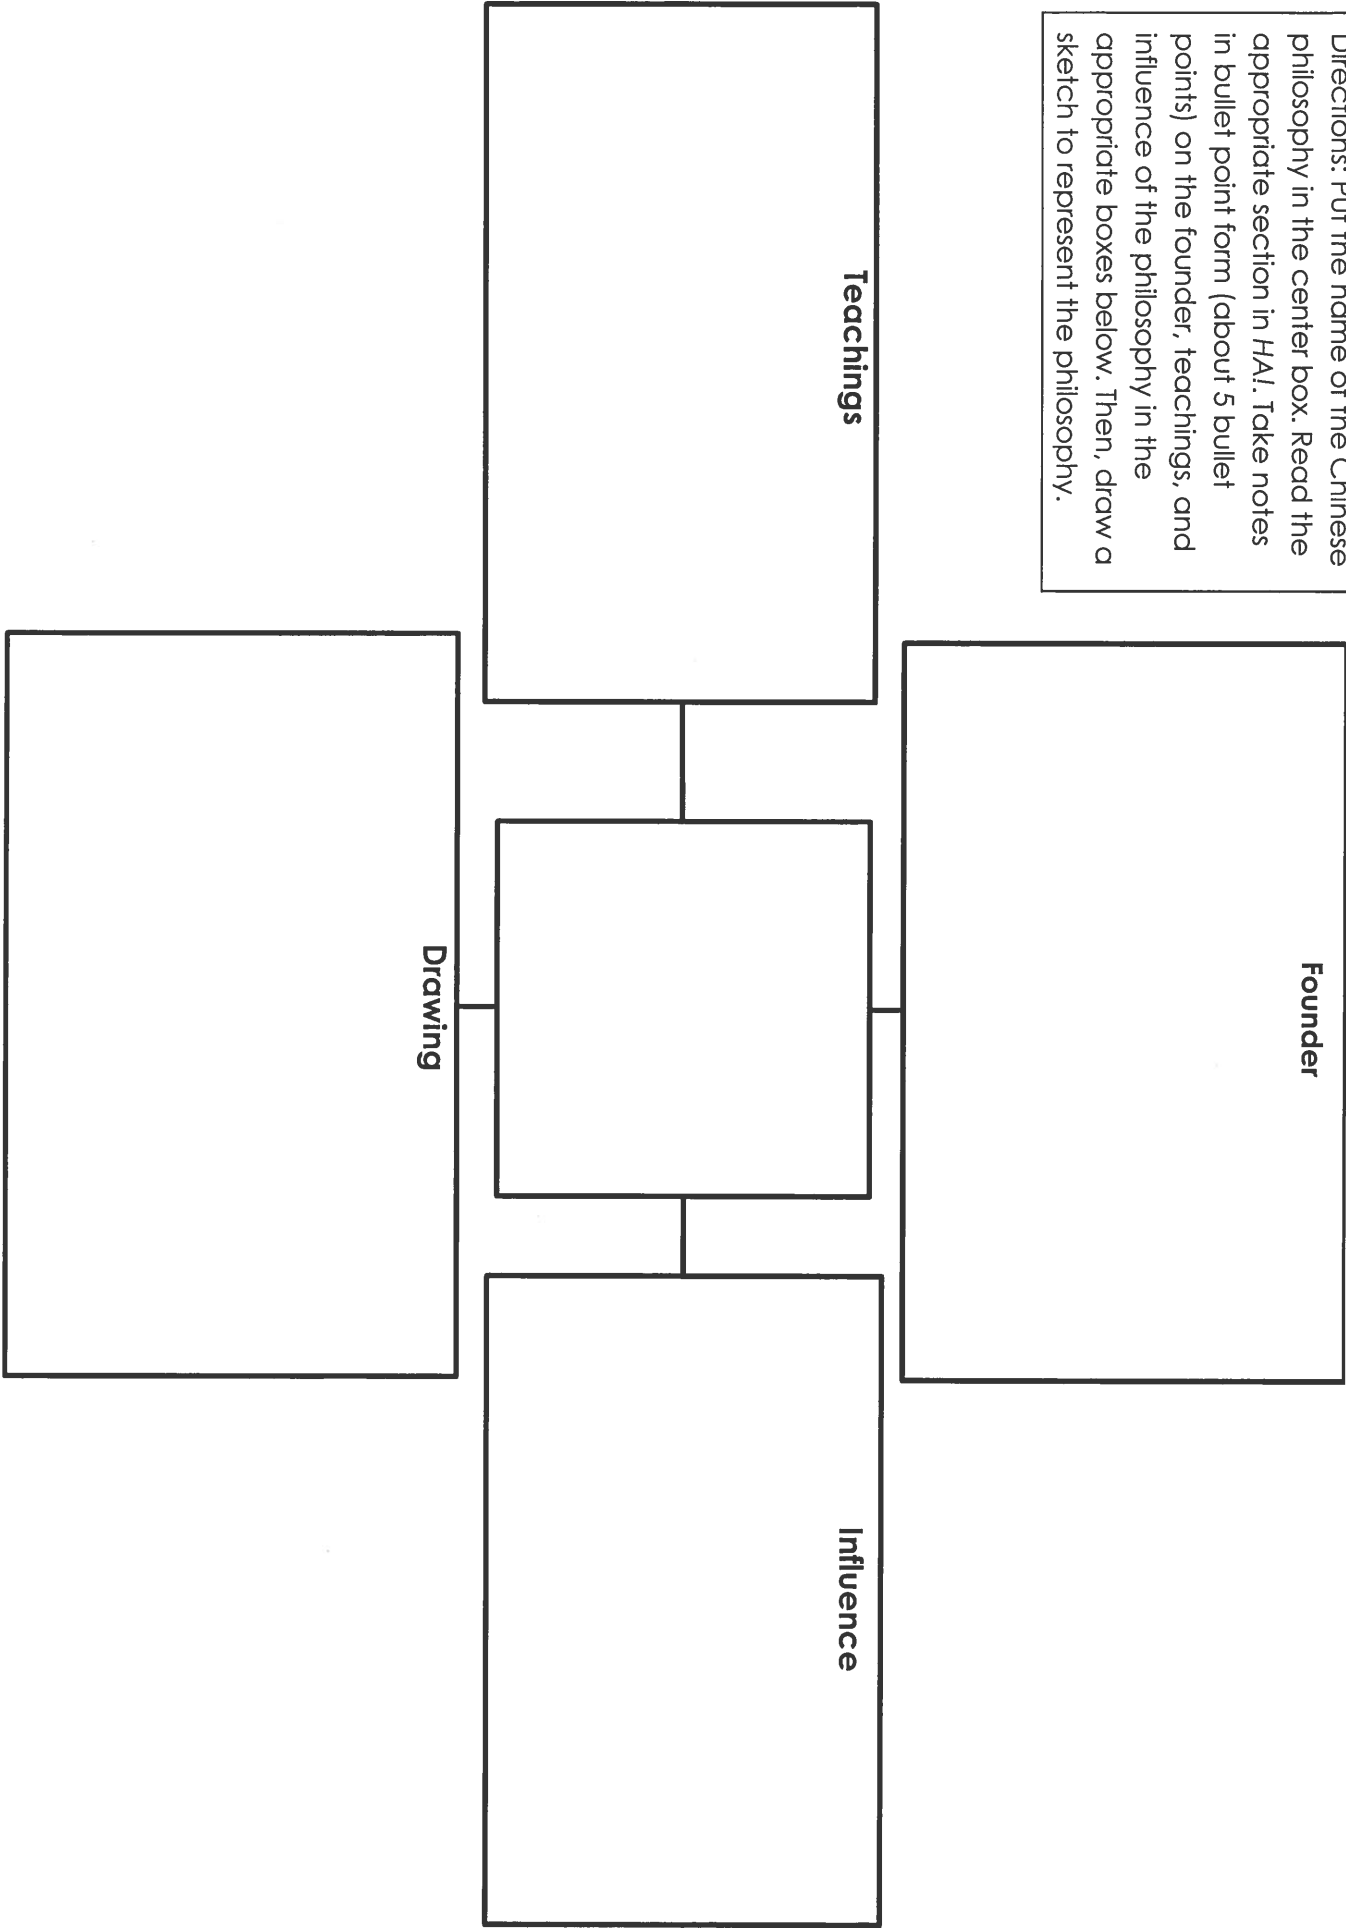 Directions: Put the name of the Chinese
philosophy in the center box. Read the
appropriate section in HA!. Take notes
in bullet point form (about 5 bullet
points) on the founder, teachings, and
influence of the philosophy in the
appropriate boxes below. Then, draw a
sketch to represent the philosophy.
Founder
Teachings
Influence
Drawing